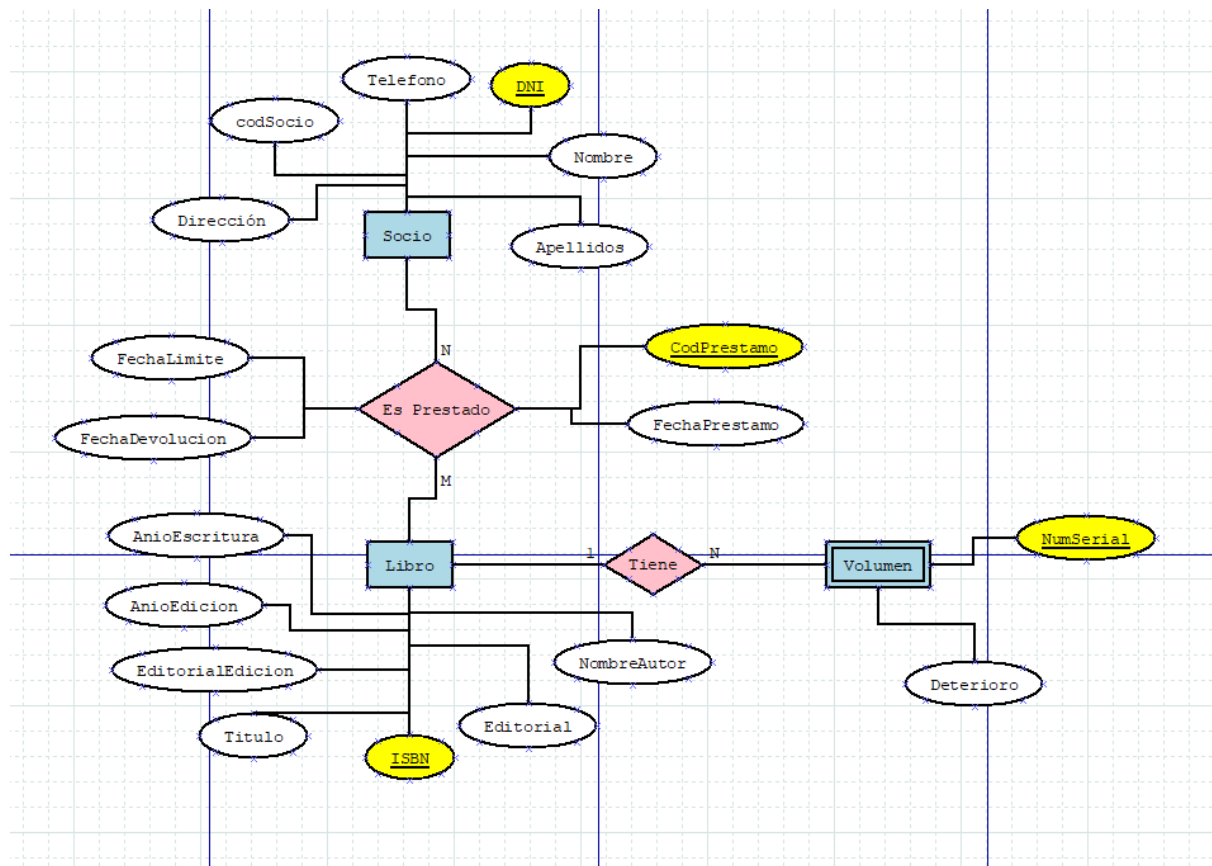 Telefono
DNI
codSocio
Nombre
Dirección
Socio
Apellidos
N
FechaLimite
CodPrestamo
Es Prestado
FechaDevolucion
FechaPrestamo
M
AnioEscritura
NumSerial
1
N
Libro
Tiene
Volumen
AnioEdicion
EditorialEdicion
NombreAutor
Deterioro
Titulo
Editorial
ISBN